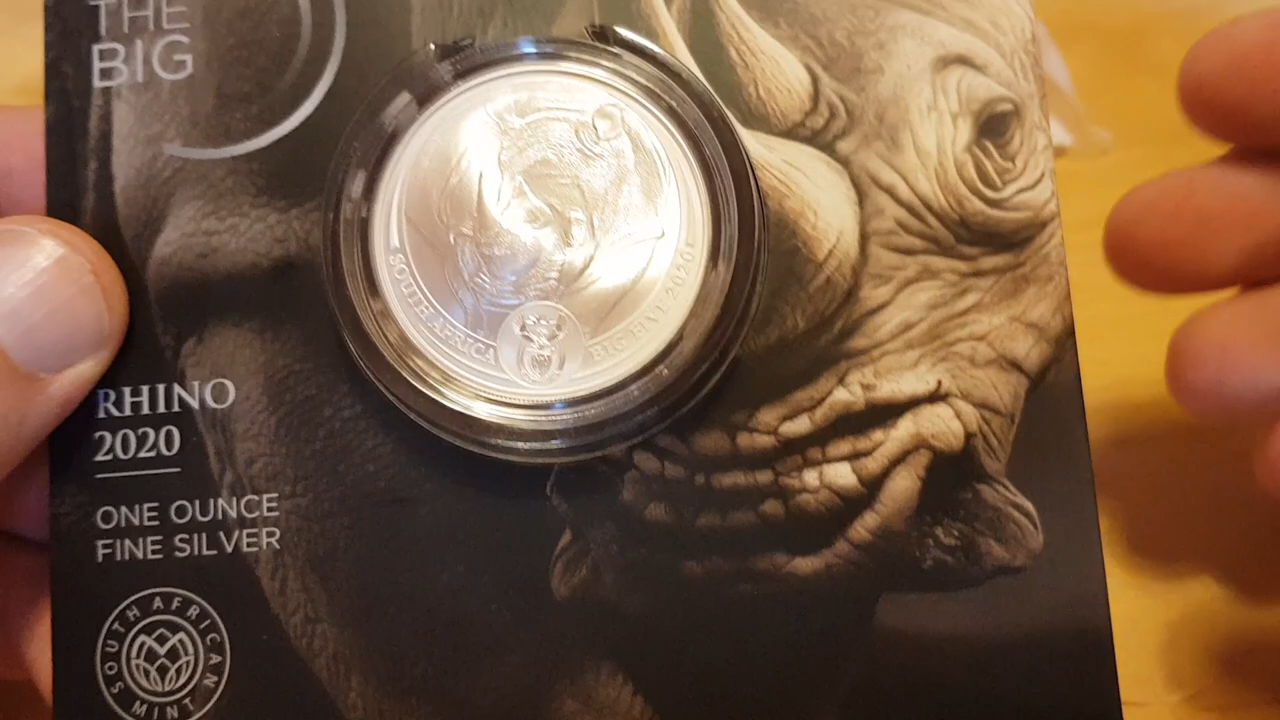 THE
BIG
SOUTH AFRICA
BIG FIVE 2020
RHINO
2020
ONE OUNCE
FINE SILVER
SOUTH AFRICAN
MINT